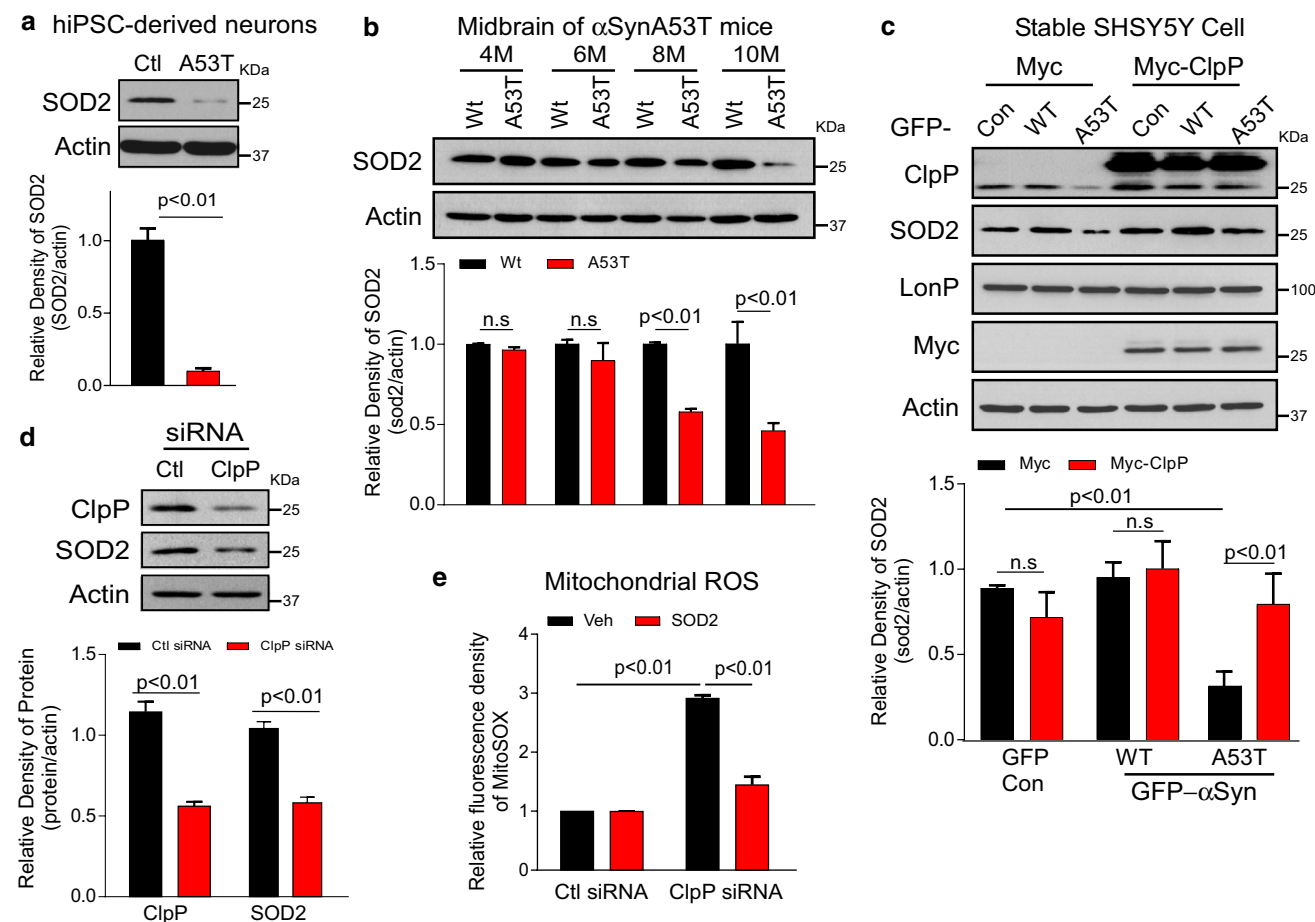 a hiPSC-derived neurons
Ctl A53T
KDa
SOD2
25
Actin
37
p<0.01
Relative Density of SOD2
(SOD2/actin)
1.0
0.5
0.0
b Midbrain of αSynA53T mice
4M 6M 8M 10M
Wt A53T Wt A53T Wt A53T Wt A53T
KDa
SOD2
25
Actin
37
Wt A53T
Relative Density of SOD2
(sod2/actin)
1.5
1.0
0.5
0.0
n.s
n.s
p<0.01
p<0.01
c Stable SHSY5Y Cell
Myc Myc-ClpP
GFP- Con WT A53T Con WT A53T
KDa
ClpP
25
SOD2
25
LonP
100
Myc
25
Actin
37
Myc Myc-ClpP
Relative Density of SOD2
(sod2/actin)
1.5
1.0
0.5
0.0
p<0.01
n.s
n.s
p<0.01
GFP
Con
WT A53T
GFP–αSyn
d siRNA
Ctl ClpP
KDa
ClpP
25
SOD2
25
Actin
37
Ctl siRNA ClpP siRNA
Relative Density of Protein
(protein/actin)
1.5
1.0
0.5
0.0
p<0.01
p<0.01
ClpP SOD2
e Mitochondrial ROS
Veh SOD2
Relative fluorescence density
of MitoSOX
4
3
2
1
0
p<0.01
p<0.01
Ctl siRNA ClpP siRNA